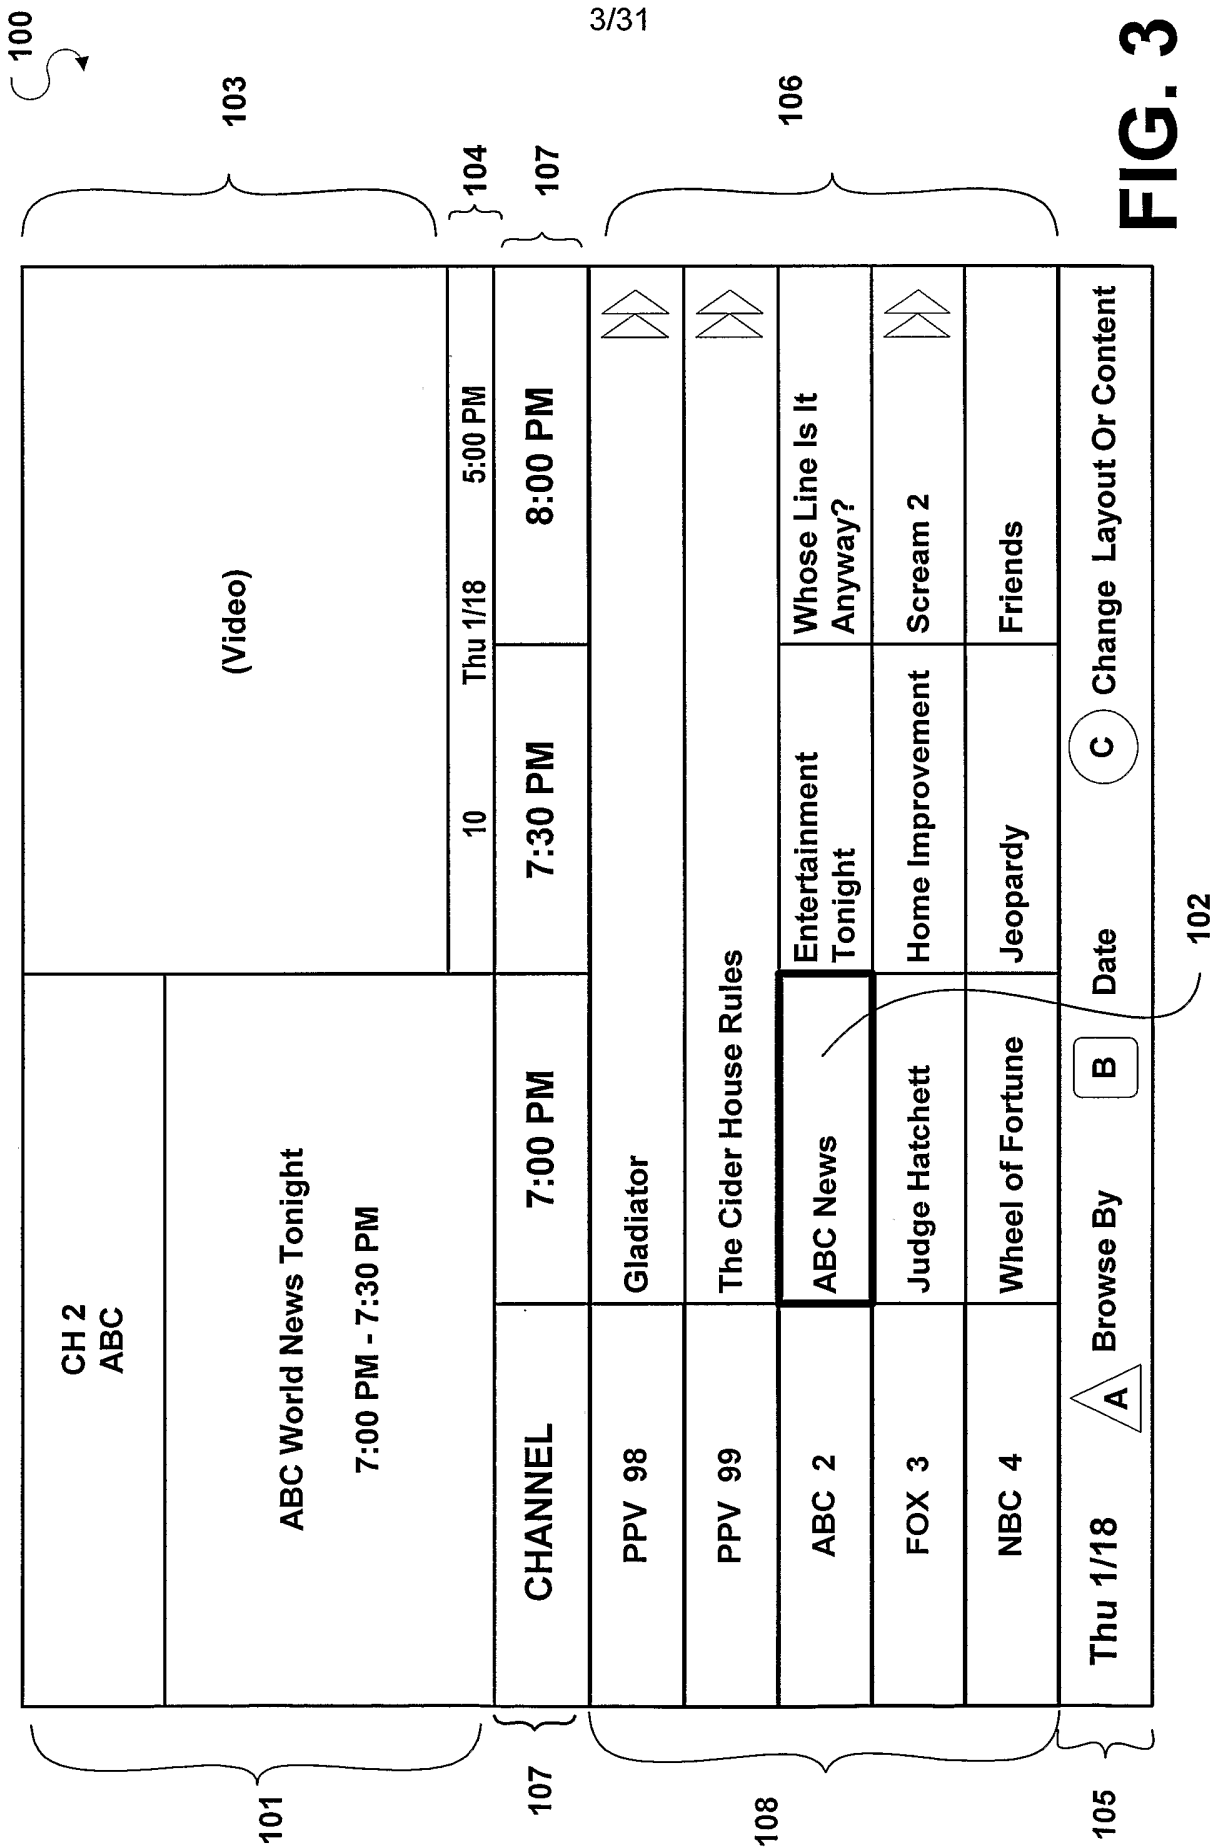 3/31
100
CH 2
ABC
ABC World News Tonight
7:00 PM - 7:30 PM
(Video)
10 Thu 1/18 5:00 PM
CHANNEL 7:00 PM 7:30 PM 8:00 PM
PPV 98 Gladiator
PPV 99 The Cider House Rules
ABC 2 ABC News Entertainment Tonight Whose Line Is It Anyway?
FOX 3 Judge Hatchett Home Improvement Scream 2
NBC 4 Wheel of Fortune Jeopardy Friends
Thu 1/18 A Browse By B Date C Change Layout Or Content
101
107
108
105
103
104
107
106
102
FIG. 3